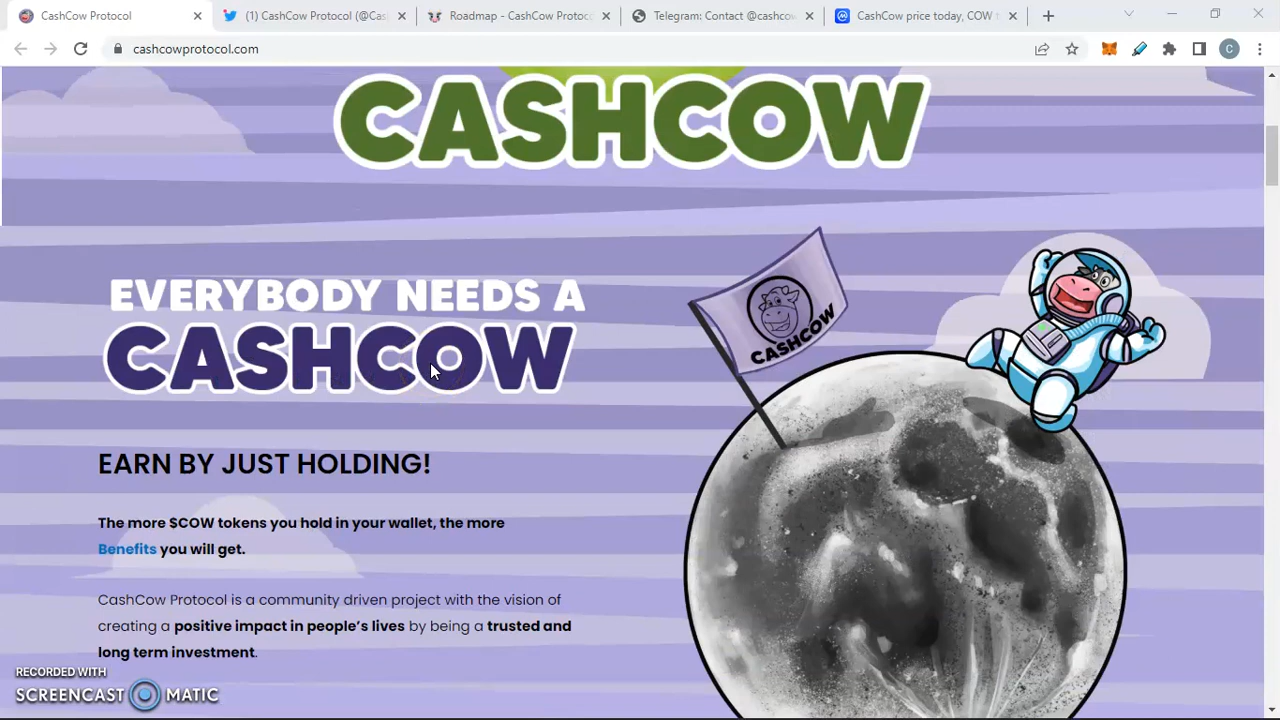 CashCow Protocol
(1) CashCow Protocol (@Cas
Roadmap - CashCow Protoc
Telegram: Contact @cashcow
CashCow price today, COW t
cashcowprotocol.com
C
CASHCOW
EVERYBODY NEEDS A
CASHCOW
CASHCOW
EARN BY JUST HOLDING!
The more $COW tokens you hold in your wallet, the more
Benefits you will get.
CashCow Protocol is a community driven project with the vision of
creating a positive impact in people's lives by being a trusted and
long term investment.
RECORDED WITH
SCREENCAST MATIC